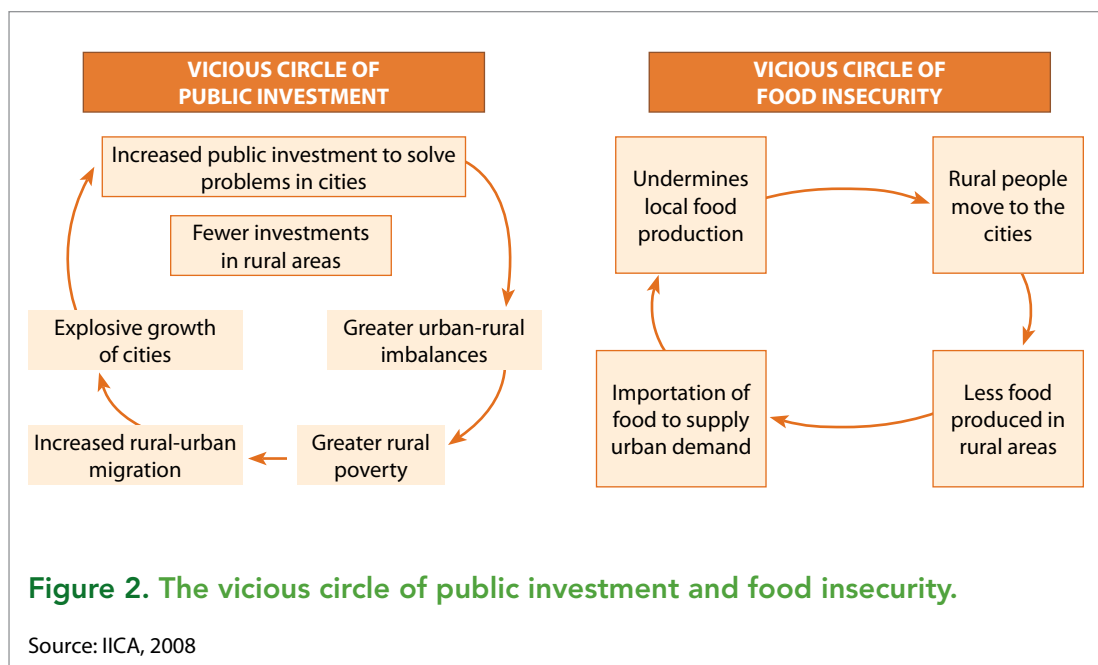 VICIOUS CIRCLE OF
PUBLIC INVESTMENT
Increased public investment to solve
problems in cities
Fewer investments
in rural areas
Greater urban-rural
imbalances
Greater rural
poverty
Increased rural-urban
migration
Explosive growth
of cities
VICIOUS CIRCLE OF
FOOD INSECURITY
Undermines
local food
production
Rural people
move to the
cities
Less food
produced in
rural areas
Importation of
food to supply
urban demand
Figure 2. The vicious circle of public investment and food insecurity.
Source: IICA, 2008